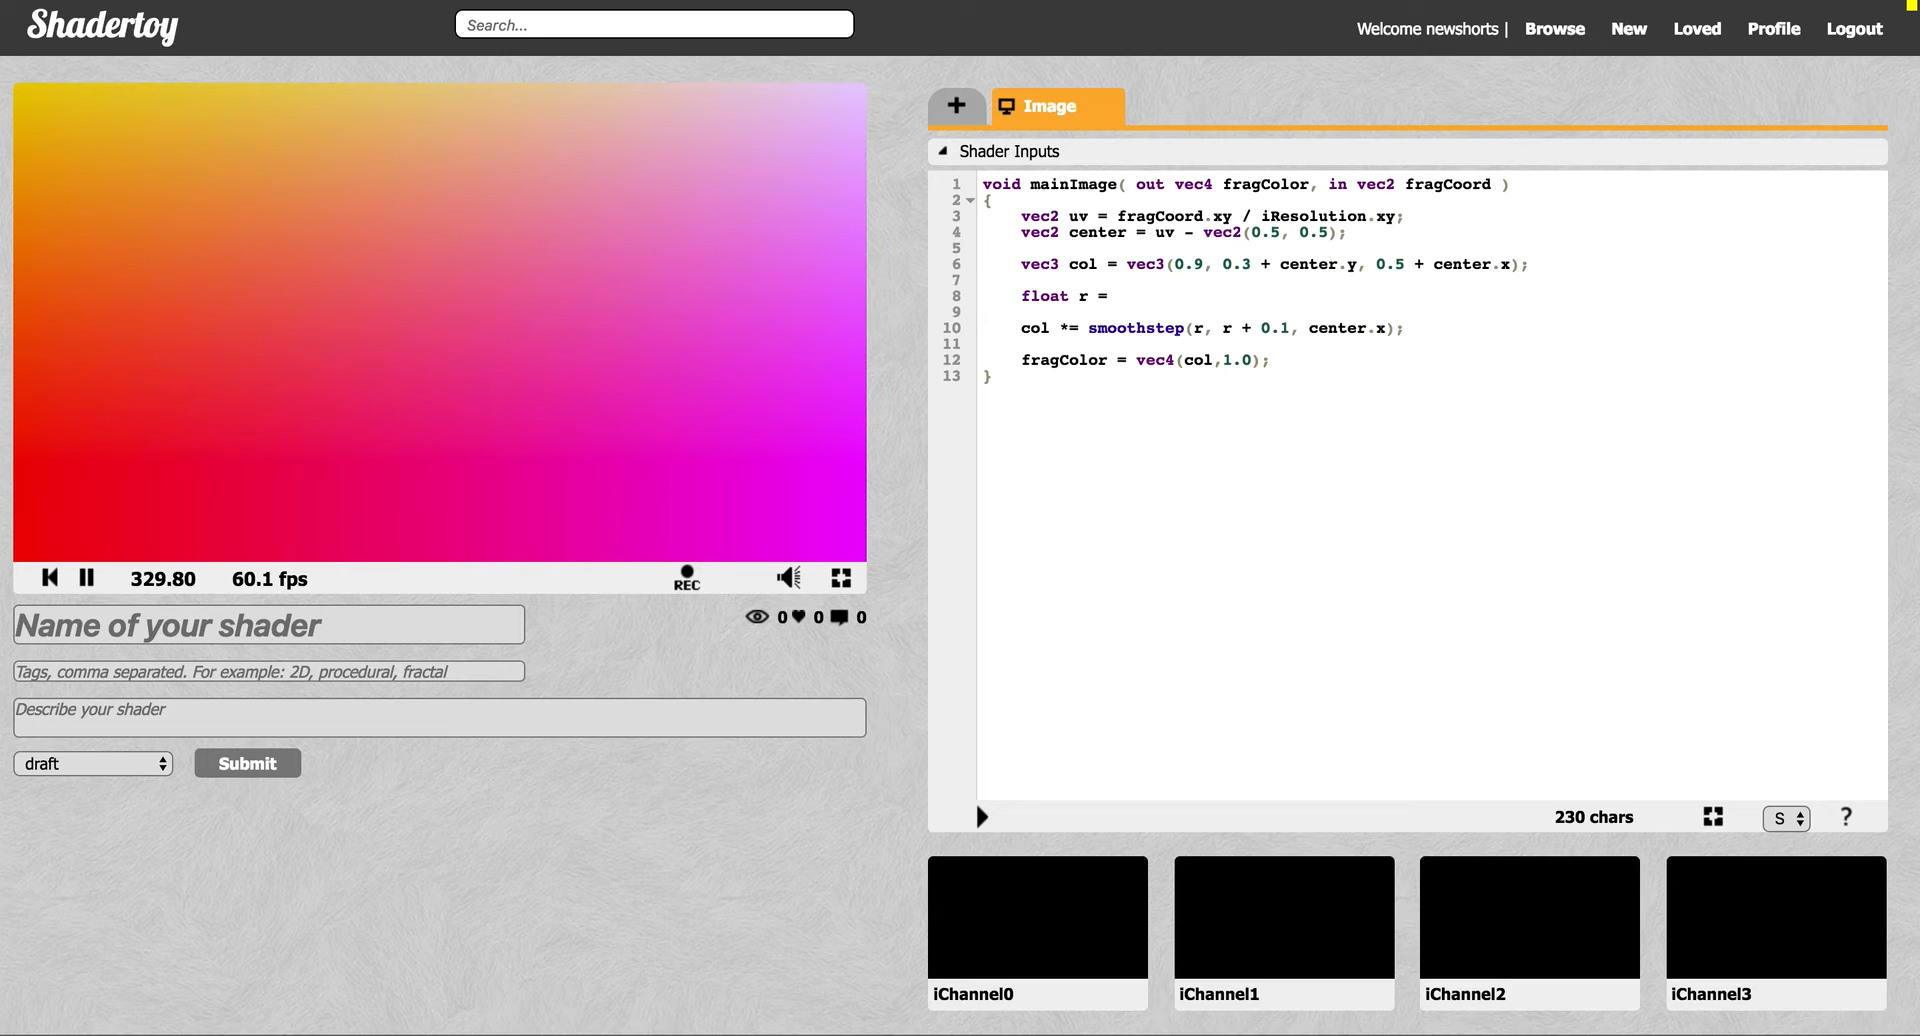 Shadertoy
Search...
Welcome newshorts | Browse New Loved Profile Logout
+ Image
Shader Inputs
1 void mainImage( out vec4 fragColor, in vec2 fragCoord )
2 {
3 vec2 uv = fragCoord.xy / iResolution.xy;
4 vec2 center = uv - vec2(0.5, 0.5);
5
6 vec3 col = vec3(0.9, 0.3 + center.y, 0.5 + center.x);
7
8 float r =
9
10 col *= smoothstep(r, r + 0.1, center.x);
11
12 fragColor = vec4(col,1.0);
13 }
230 chars
S
?
329.80 60.1 fps
REC
Name of your shader
0 0 0
Tags, comma separated. For example: 2D, procedural, fractal
Describe your shader
draft Submit
iChannel0 iChannel1 iChannel2 iChannel3